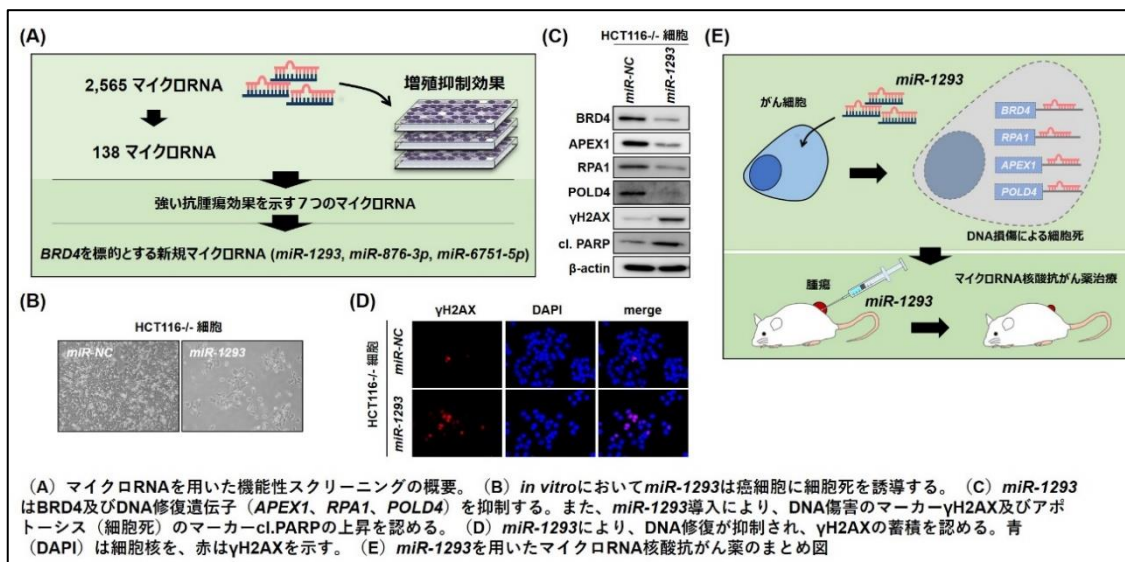 (A)
2,565 マイクロRNA
138 マイクロRNA
増殖抑制効果
強い抗腫瘍効果を示す7つのマイクロRNA
BRD4を標的とする新規マイクロRNA (miR-1293, miR-876-3p, miR-6751-5p)
(B)
HCT116-/- 細胞
miR-NC
miR-1293
(C)
HCT116-/- 細胞
miR-NC
miR-1293
BRD4
APEX1
RPA1
POLD4
γH2AX
cl. PARP
β-actin
(D)
γH2AX
DAPI
merge
HCT116-/- 細胞
miR-NC
miR-1293
(E)
miR-1293
がん細胞
BRD4
RPA1
APEX1
POLD4
DNA損傷による細胞死
腫瘍
miR-1293
マイクロRNA核酸抗がん薬治療
(A)マイクロRNAを用いた機能性スクリーニングの概要。(B)in vitroにおいてmiR-1293は癌細胞に細胞死を誘導する。(C)miR-1293
はBRD4及びDNA修復遺伝子(APEX1、RPA1、POLD4)を抑制する。また、miR-1293導入により、DNA傷害のマーカーγH2AX及びアポ
トーシス(細胞死)のマーカーcl.PARPの上昇を認める。(D)miR-1293により、DNA修復が抑制され、γH2AXの蓄積を認める。青
(DAPI)は細胞核を、赤はγH2AXを示す。(E)miR-1293を用いたマイクロRNA核酸抗がん薬のまとめ図